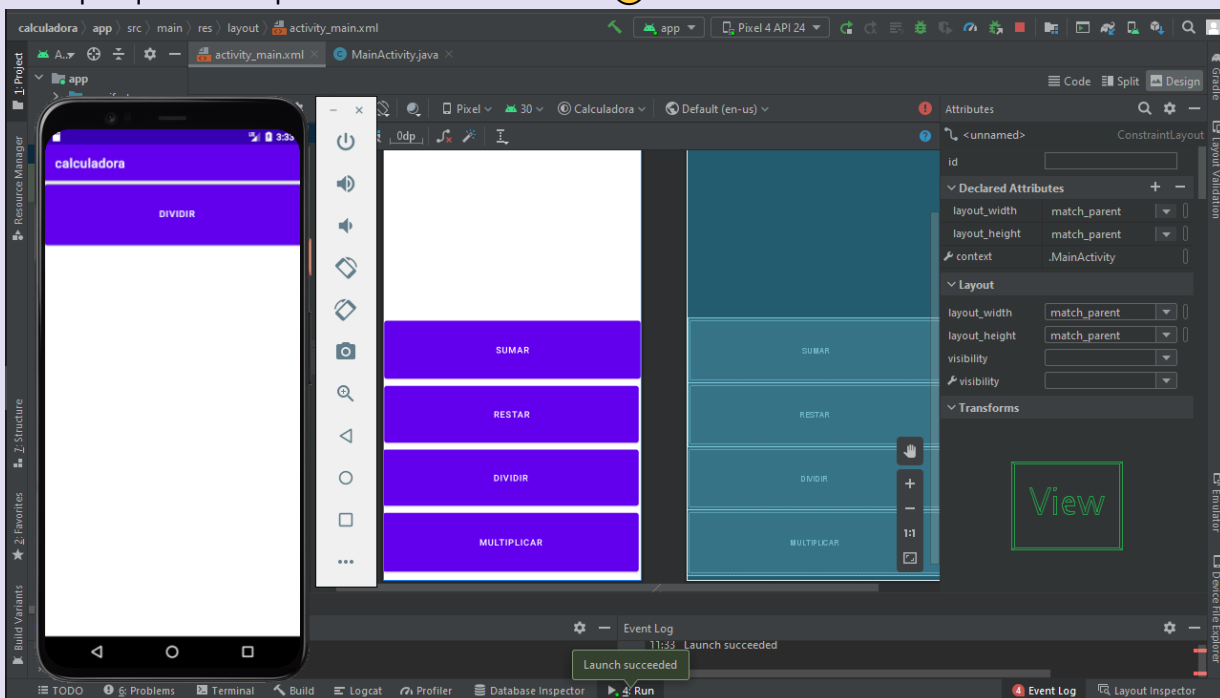 calculadora 〉 app 〉 src 〉 main 〉 res 〉 layout 〉 activity_main.xml
app
Pixel 4 API 24
A..
activity_main.xml
MainActivity.java
app
Code
Split
Design
Pixel
30
Calculadora
Default (en-us)
Attributes
0dp
<unnamed>
ConstraintLayout
id
Declared Attributes
layout_width match_parent
layout_height match_parent
context .MainActivity
Layout
layout_width match_parent
layout_height match_parent
visibility
visibility
Transforms
View
3:33
calculadora
DIVIDIR
SUMAR
RESTAR
DIVIDIR
MULTIPLICAR
SUMAR
RESTAR
DIVIDIR
MULTIPLICAR
1:1
1: Project
Resource Manager
7: Structure
2: Favorites
Build Variants
Gradle
Layout Validation
Emulator
Device File Explorer
Event Log
11:33 Launch succeeded
Launch succeeded
TODO
6: Problems
Terminal
Build
Logcat
Profiler
Database Inspector
4: Run
4 Event Log
Layout Inspector